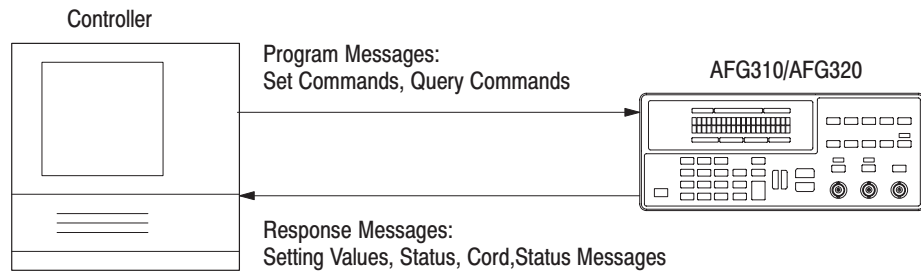 Controller
Program Messages:
Set Commands, Query Commands
AFG310/AFG320
Response Messages:
Setting Values, Status, Cord,Status Messages